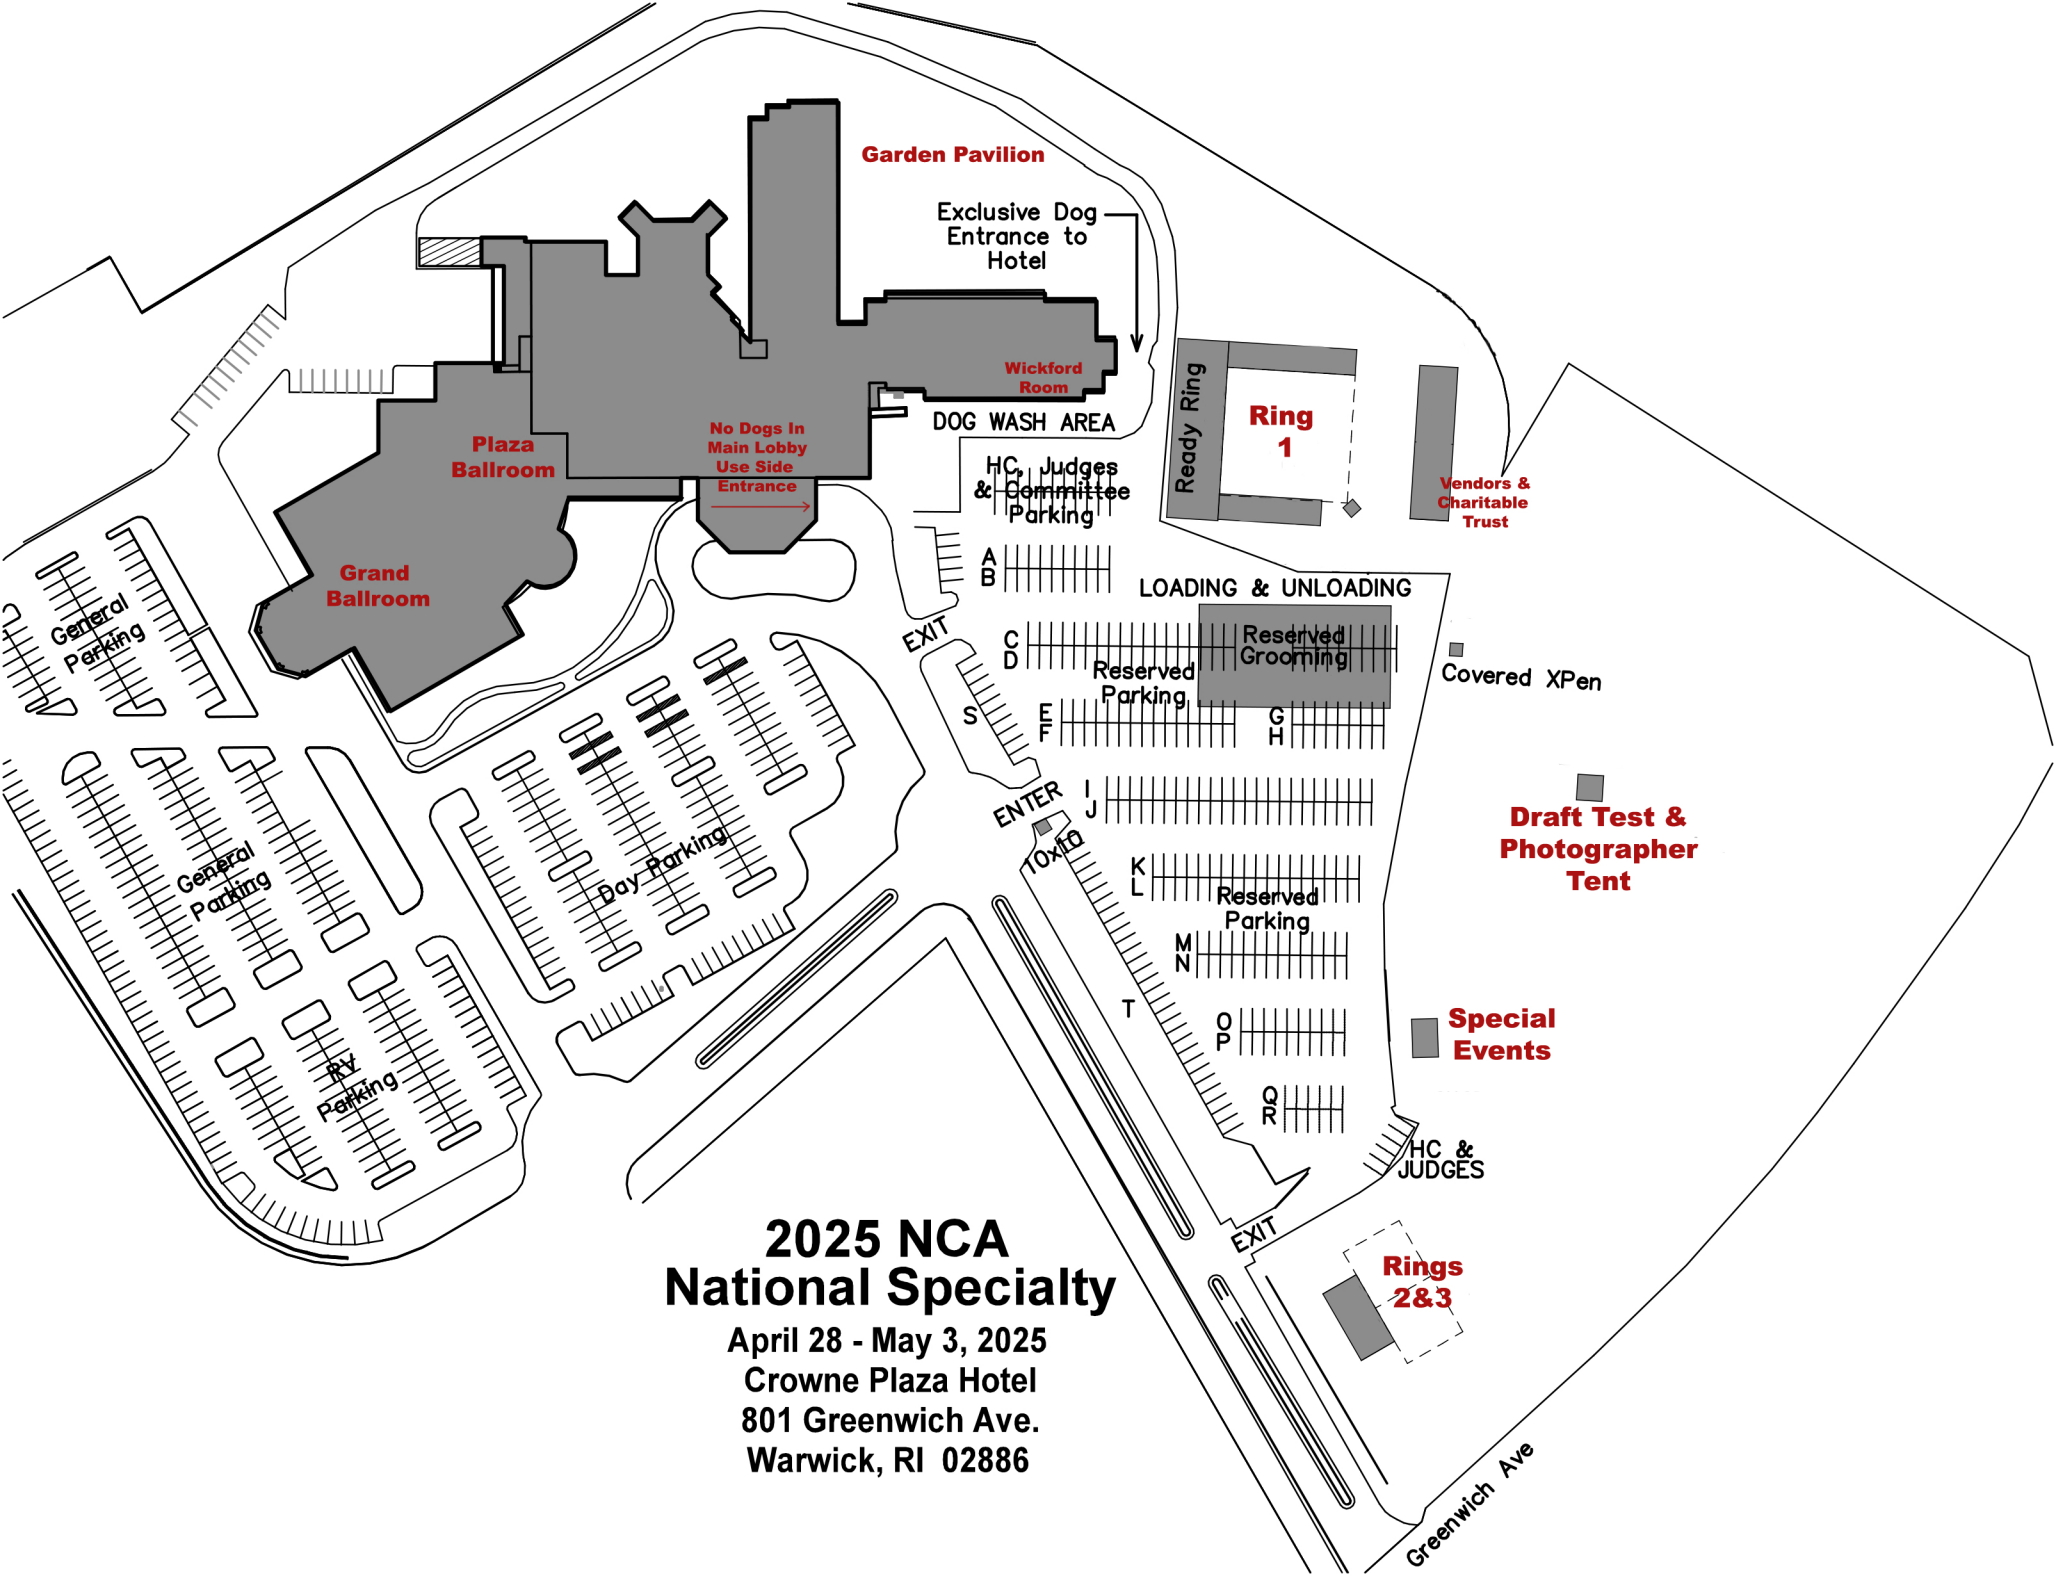 Garden Pavilion
Exclusive Dog
Entrance to
Hotel
Wickford
Room
DOG WASH AREA
Ready Ring
Ring
1
No Dogs In
Main Lobby
Use Side
Entrance
Plaza
Ballroom
Grand
Ballroom
HC, Judges
& Committee
Parking
Vendors &
Charitable
Trust
A
B
LOADING & UNLOADING
EXIT
C
D
Reserved
Grooming
Reserved
Parking
Covered XPen
General
Parking
S
E
F
G
H
ENTER
I
J
10x10
Draft Test &
Photographer
Tent
Day Parking
General
Parking
K
L
Reserved
Parking
M
N
T
O
P
Special
Events
RV
Parking
Q
R
HC &
JUDGES
EXIT
Rings
2&3
2025 NCA
National Specialty
April 28 - May 3, 2025
Crowne Plaza Hotel
801 Greenwich Ave.
Warwick, RI 02886
Greenwich Ave